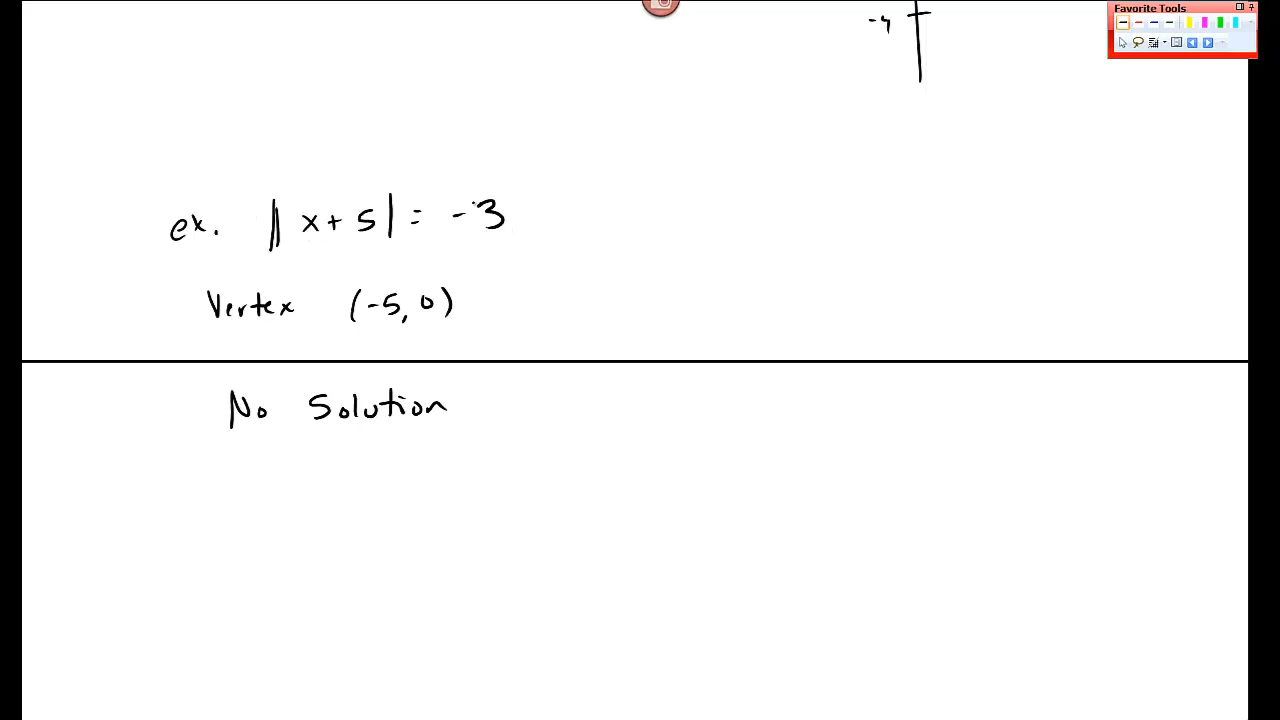 -4
Favorite Tools
ex. || x + 5 | = -3
Vertex (-5, 0)
No Solution